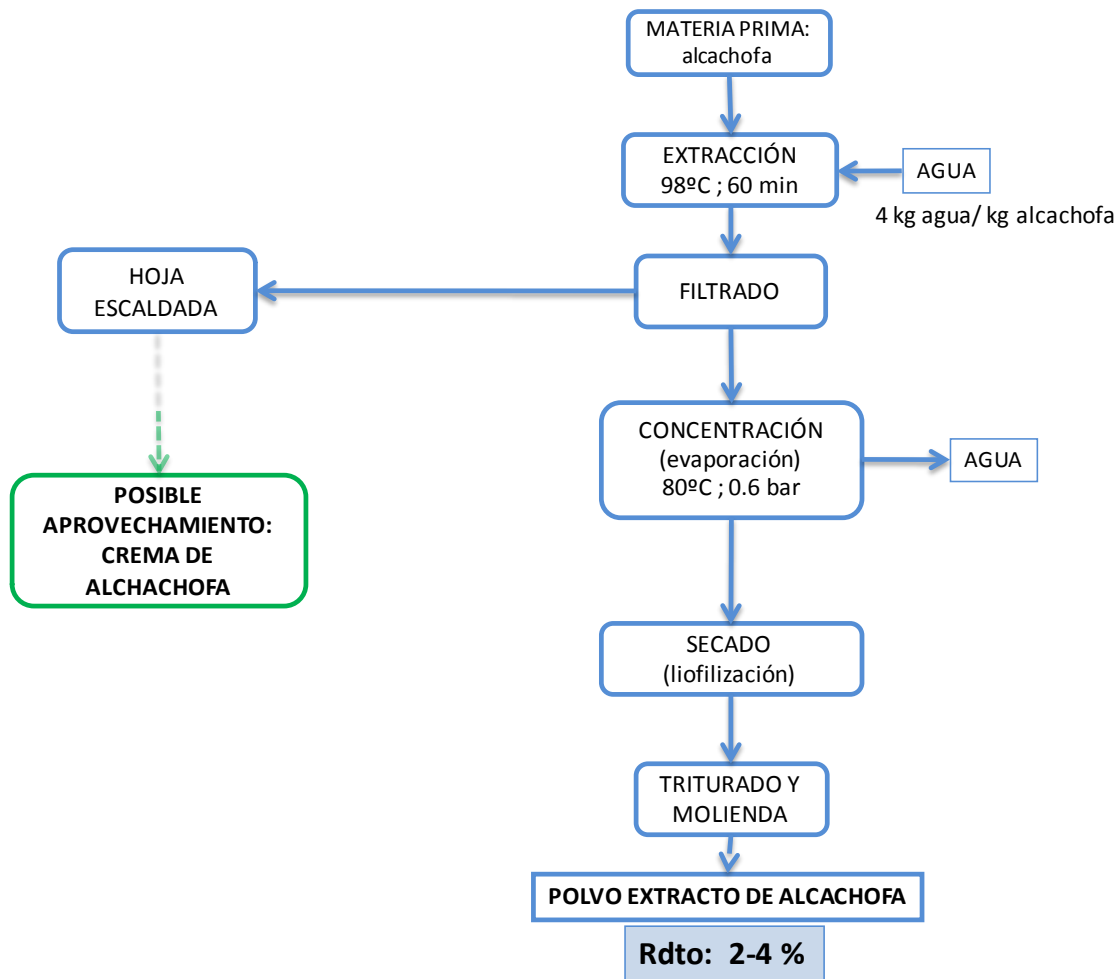 MATERIA PRIMA:
alcachofa
EXTRACCIÓN
98ºC ; 60 min
AGUA
4 kg agua/ kg alcachofa
HOJA
ESCALDADA
FILTRADO
CONCENTRACIÓN
(evaporación)
80ºC ; 0.6 bar
AGUA
POSIBLE
APROVECHAMIENTO:
CREMA DE
ALCHACHOFA
SECADO
(liofilización)
TRITURADO Y
MOLIENDA
POLVO EXTRACTO DE ALCACHOFA
Rdto: 2-4 %